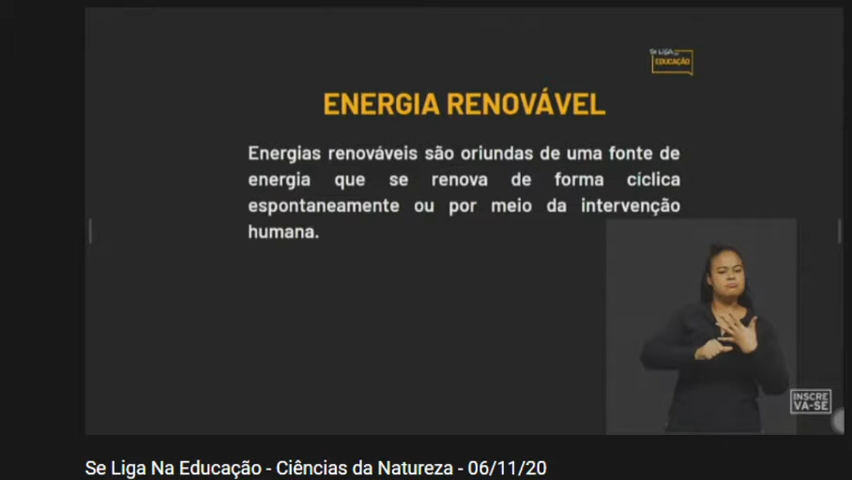 Se LIGA
EDUCAÇÃO
ENERGIA RENOVÁVEL
Energias renováveis são oriundas de uma fonte de
energia que se renova de forma cíclica
espontaneamente ou por meio da intervenção
humana.
INSCRE
VA-SE
Se Liga Na Educação - Ciências da Natureza - 06/11/20